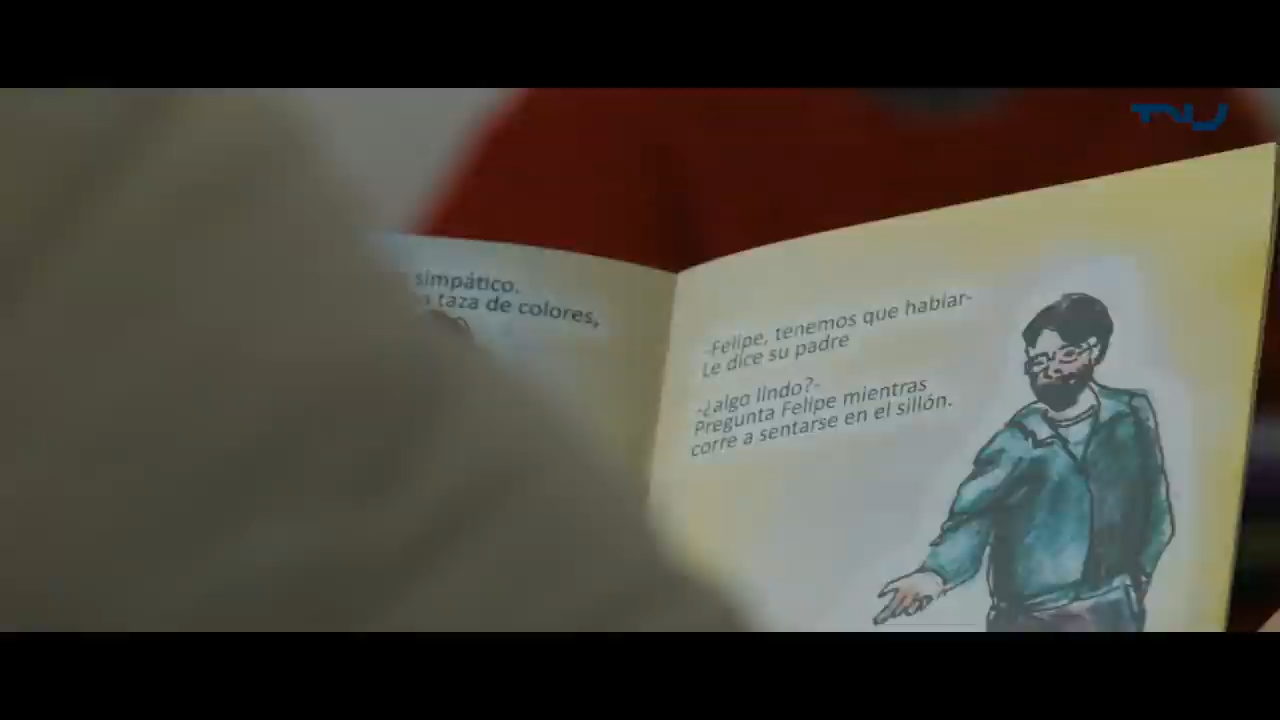 TNU
simpático.
taza de colores,
-Felipe, tenemos que hablar-
Le dice su padre
-¿algo lindo?-
Pregunta Felipe mientras
corre a sentarse en el sillón.